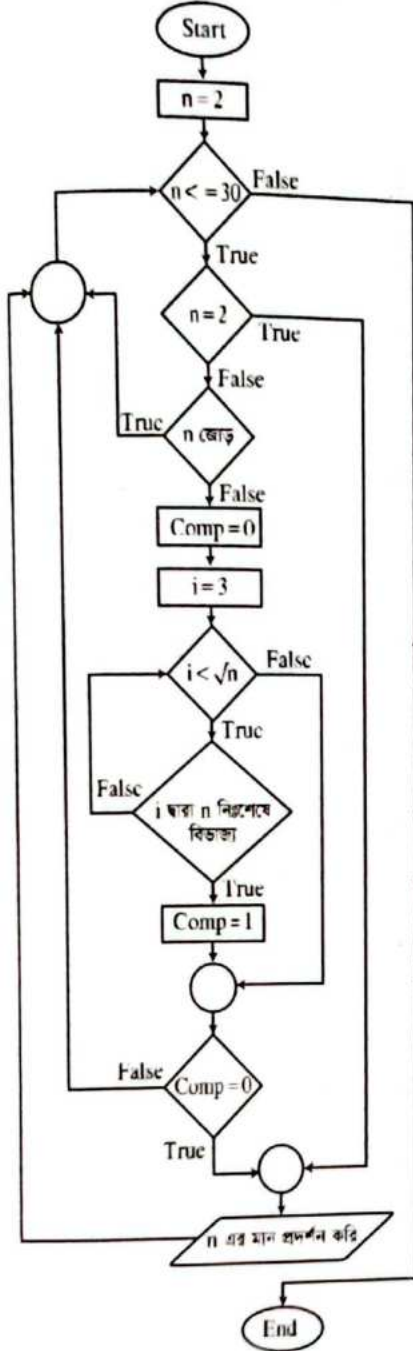 Start
n = 2
n < = 30
False
True
n = 2
True
False
True
n জোড়
False
Comp = 0
i = 3
i < √n
False
True
False
i দ্বারা n নিঃশেষে
বিভাজ্য
True
Comp = 1
False
Comp = 0
True
n এর মান প্রদর্শন করি
End